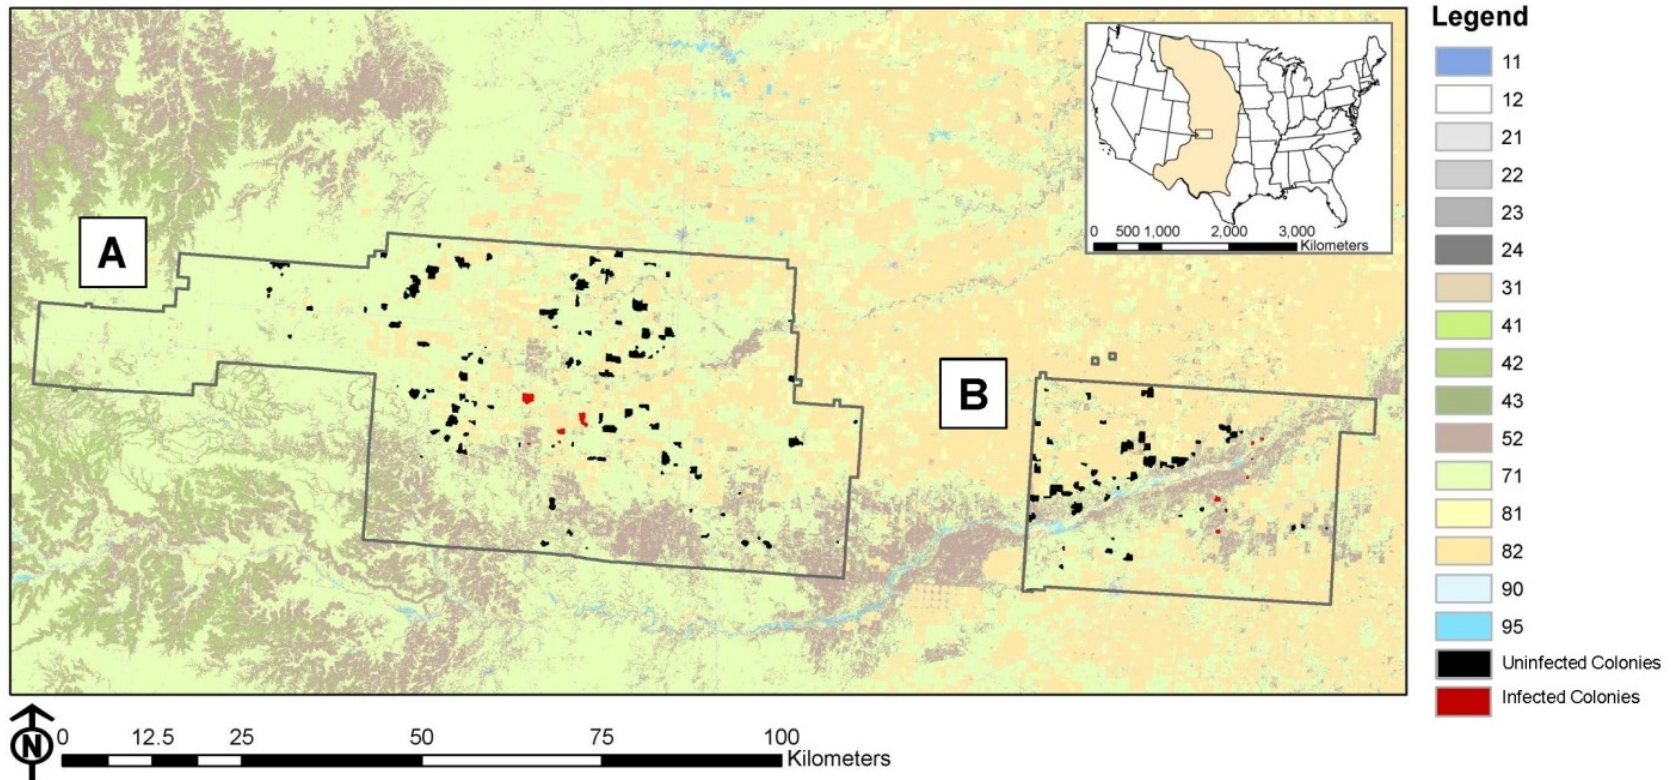 Legend
11
12
21
22
23
24
31
41
42
43
52
71
81
82
90
95
Uninfected Colonies
Infected Colonies
A
B
0 500 1,000 2,000 3,000
Kilometers
N
0 12.5 25 50 75 100
Kilometers